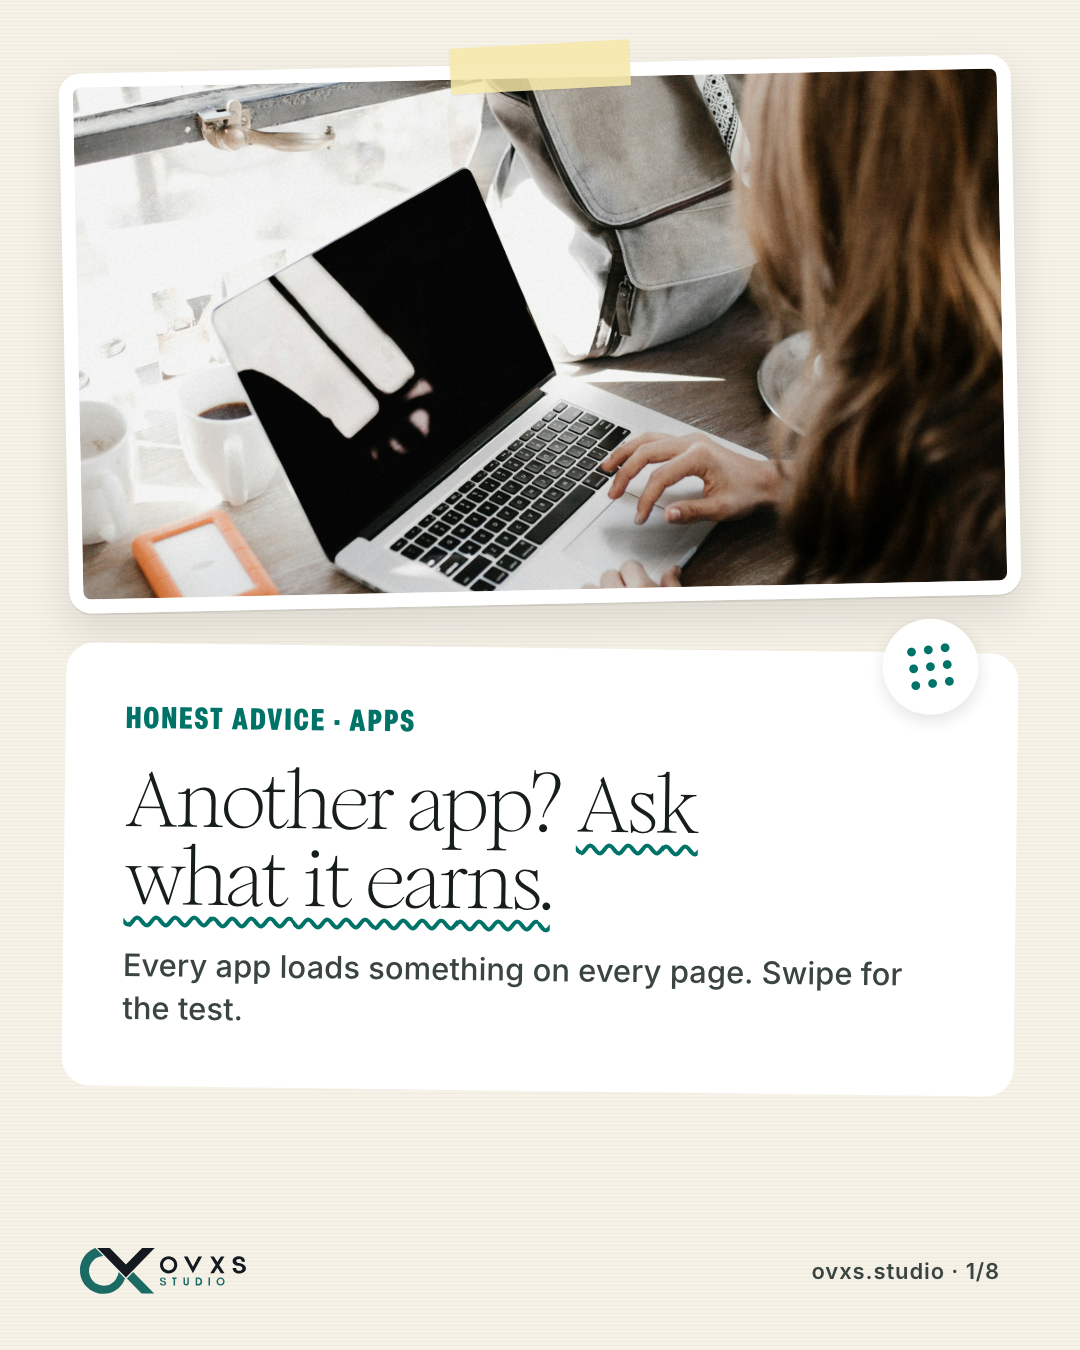 HONEST ADVICE · APPS
Another app? Ask
what it earns.
Every app loads something on every page. Swipe for
the test.
OVXS
STUDIO
ovxs.studio · 1/8